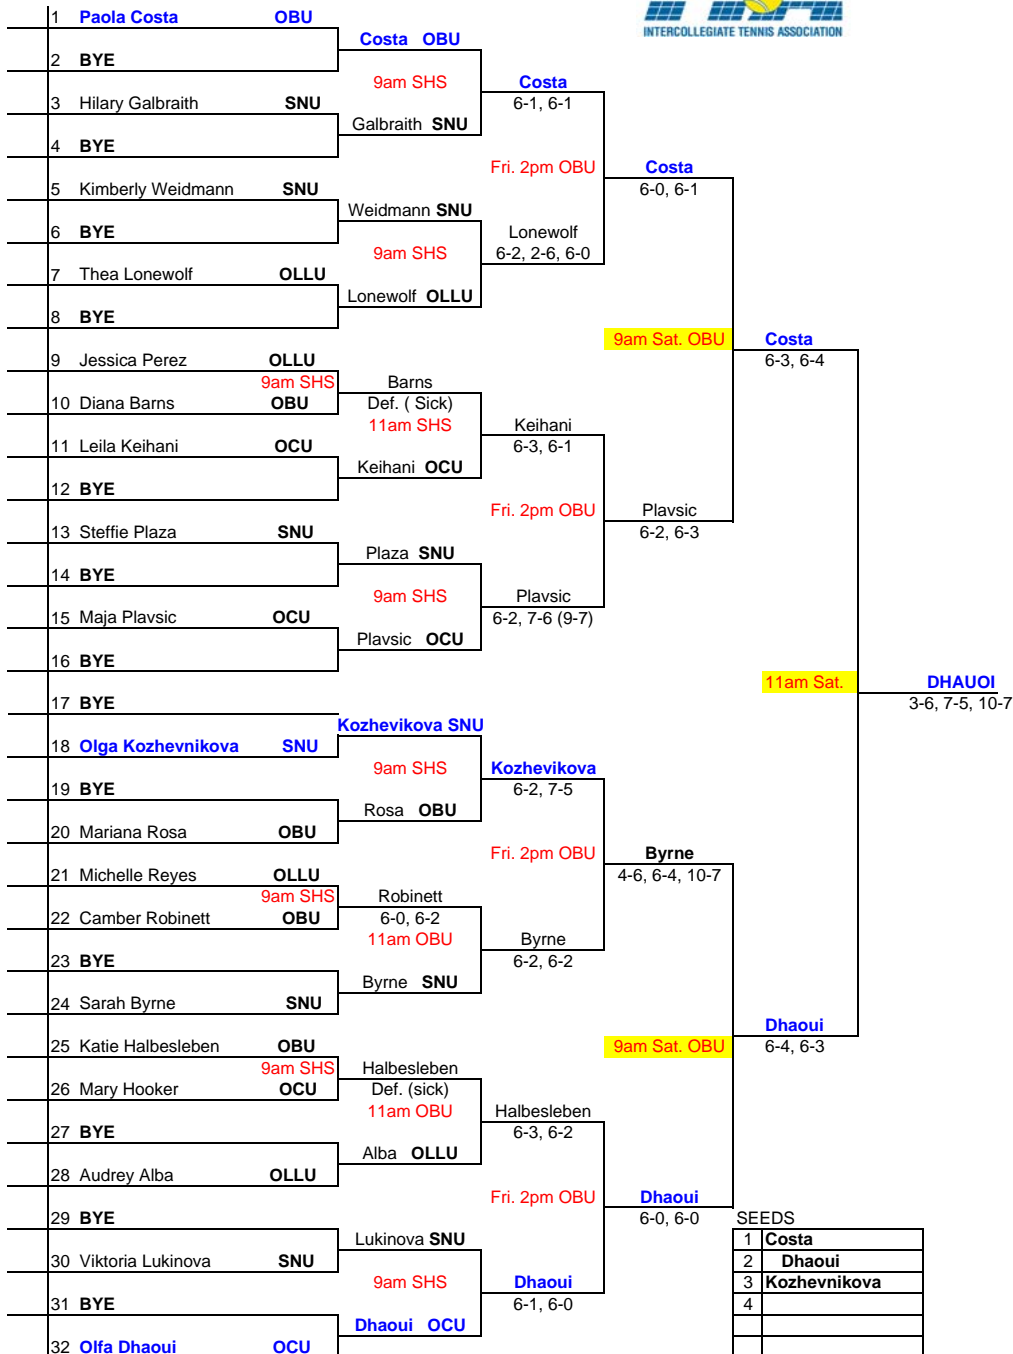 INTERCOLLEGIATE TENNIS ASSOCIATION
1 Paola Costa OBU
Costa OBU
2 BYE
9am SHS
Costa
6-1, 6-1
3 Hilary Galbraith SNU
Galbraith SNU
4 BYE
Fri. 2pm OBU
Costa
6-0, 6-1
5 Kimberly Weidmann SNU
Weidmann SNU
6 BYE
9am SHS
Lonewolf
6-2, 2-6, 6-0
7 Thea Lonewolf OLLU
Lonewolf OLLU
8 BYE
9am Sat. OBU
Costa
6-3, 6-4
9 Jessica Perez OLLU
9am SHS
Barns
10 Diana Barns OBU
Def. ( Sick)
11am SHS
Keihani
6-3, 6-1
11 Leila Keihani OCU
Keihani OCU
12 BYE
Fri. 2pm OBU
Plavsic
6-2, 6-3
13 Steffie Plaza SNU
Plaza SNU
14 BYE
9am SHS
Plavsic
6-2, 7-6 (9-7)
15 Maja Plavsic OCU
Plavsic OCU
16 BYE
11am Sat.
DHAUOI
3-6, 7-5, 10-7
17 BYE
Kozhevikova SNU
18 Olga Kozhevnikova SNU
9am SHS
Kozhevikova
6-2, 7-5
19 BYE
Rosa OBU
20 Mariana Rosa OBU
Fri. 2pm OBU
Byrne
4-6, 6-4, 10-7
21 Michelle Reyes OLLU
9am SHS
Robinett
22 Camber Robinett OBU
6-0, 6-2
11am OBU
Byrne
6-2, 6-2
23 BYE
Byrne SNU
24 Sarah Byrne SNU
Dhaoui
6-4, 6-3
25 Katie Halbesleben OBU
9am Sat. OBU
9am SHS
Halbesleben
26 Mary Hooker OCU
Def. (sick)
11am OBU
Halbesleben
6-3, 6-2
27 BYE
Alba OLLU
28 Audrey Alba OLLU
Fri. 2pm OBU
Dhaoui
6-0, 6-0
29 BYE
SEEDS
Lukinova SNU
1 Costa
30 Viktoria Lukinova SNU
2 Dhaoui
9am SHS
Dhaoui
3 Kozhevnikova
6-1, 6-0
31 BYE
4
Dhaoui OCU
32 Olfa Dhaoui OCU